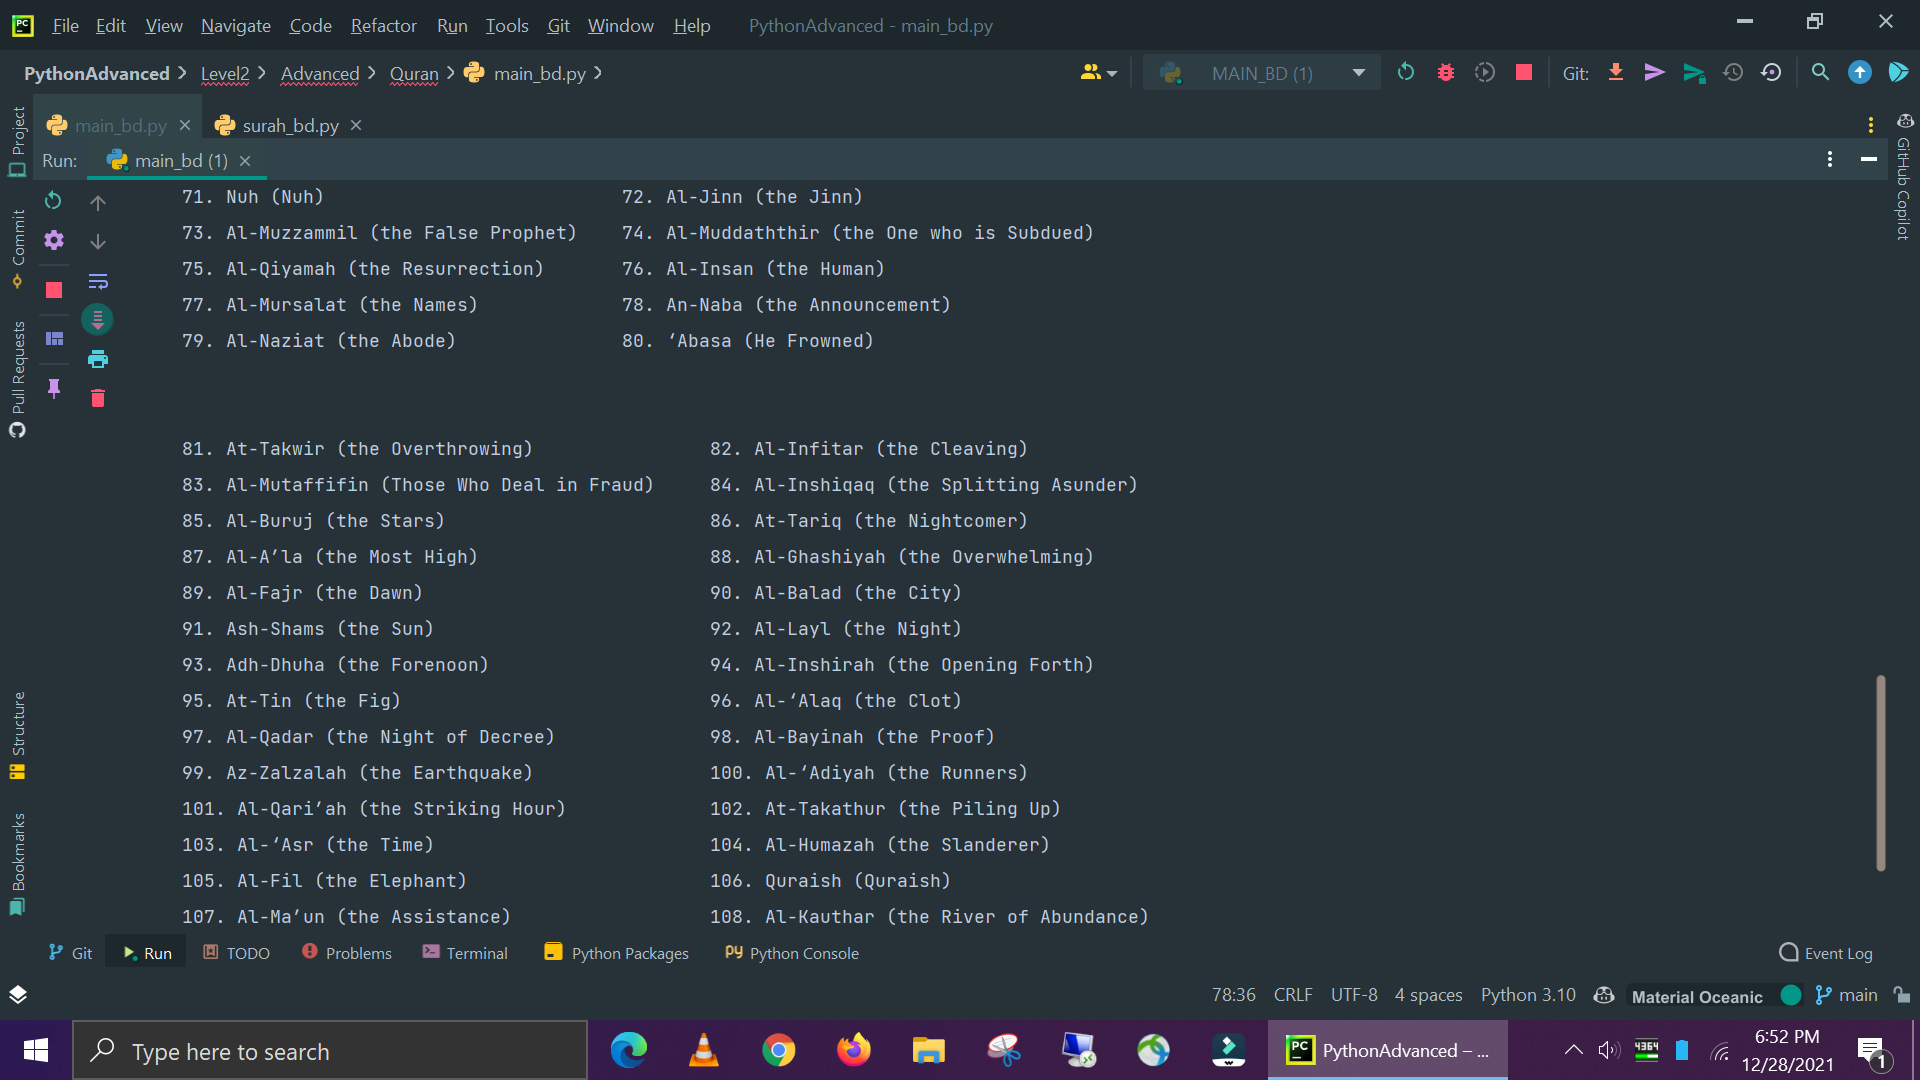 PC File Edit View Navigate Code Refactor Run Tools Git Window Help PythonAdvanced - main_bd.py
PythonAdvanced Level2 Advanced Quran main_bd.py MAIN_BD (1) Git:
main_bd.py surah_bd.py
Run: main_bd (1)
Project
Commit
Pull Requests
Structure
Bookmarks
GitHub Copilot
71. Nuh (Nuh) 72. Al-Jinn (the Jinn)
73. Al-Muzzammil (the False Prophet) 74. Al-Muddaththir (the One who is Subdued)
75. Al-Qiyamah (the Resurrection) 76. Al-Insan (the Human)
77. Al-Mursalat (the Names) 78. An-Naba (the Announcement)
79. Al-Naziat (the Abode) 80. ‘Abasa (He Frowned)
81. At-Takwir (the Overthrowing) 82. Al-Infitar (the Cleaving)
83. Al-Mutaffifin (Those Who Deal in Fraud) 84. Al-Inshiqaq (the Splitting Asunder)
85. Al-Buruj (the Stars) 86. At-Tariq (the Nightcomer)
87. Al-A’la (the Most High) 88. Al-Ghashiyah (the Overwhelming)
89. Al-Fajr (the Dawn) 90. Al-Balad (the City)
91. Ash-Shams (the Sun) 92. Al-Layl (the Night)
93. Adh-Dhuha (the Forenoon) 94. Al-Inshirah (the Opening Forth)
95. At-Tin (the Fig) 96. Al-‘Alaq (the Clot)
97. Al-Qadar (the Night of Decree) 98. Al-Bayinah (the Proof)
99. Az-Zalzalah (the Earthquake) 100. Al-‘Adiyah (the Runners)
101. Al-Qari’ah (the Striking Hour) 102. At-Takathur (the Piling Up)
103. Al-‘Asr (the Time) 104. Al-Humazah (the Slanderer)
105. Al-Fil (the Elephant) 106. Quraish (Quraish)
107. Al-Ma’un (the Assistance) 108. Al-Kauthar (the River of Abundance)
Git Run TODO Problems Terminal Python Packages Python Console Event Log
78:36 CRLF UTF-8 4 spaces Python 3.10 Material Oceanic main
Type here to search PC PythonAdvanced – ... 4364 6:52 PM
12/28/2021 1